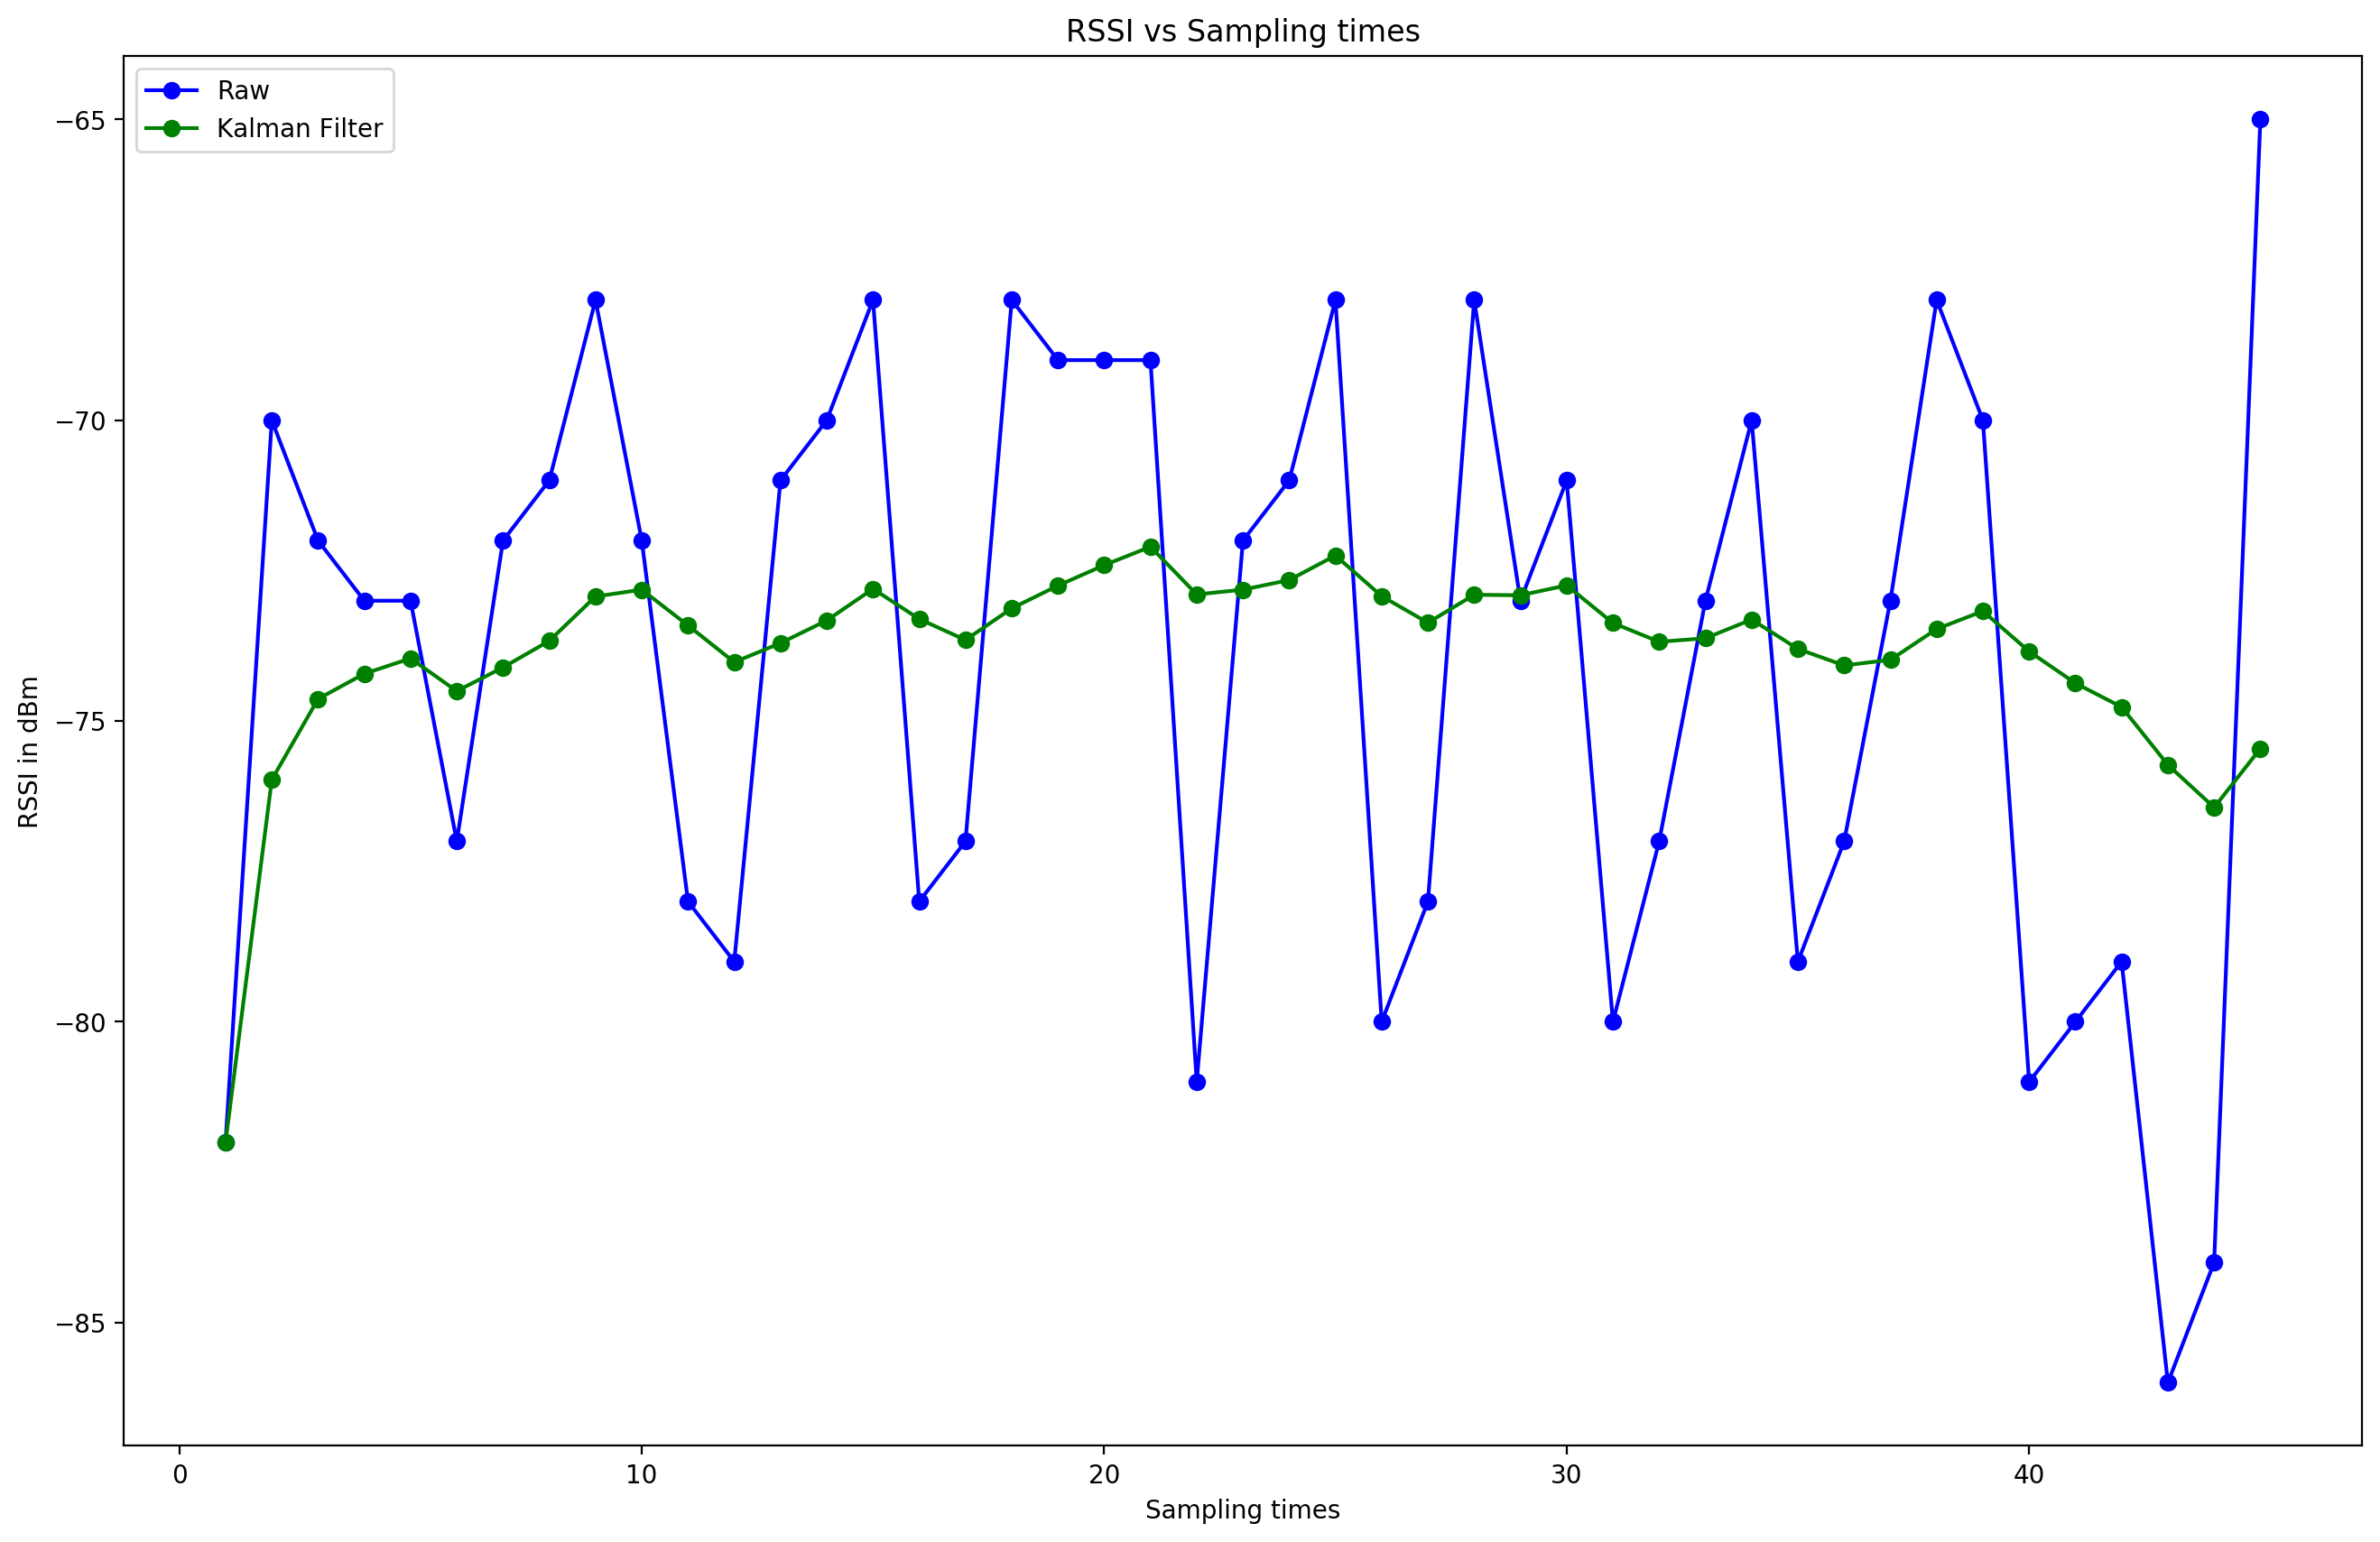 RSSI vs Sampling times
Raw
Kalman Filter
−65
−70
−75
−80
−85
RSSI in dBm
0 10 20 30 40
Sampling times